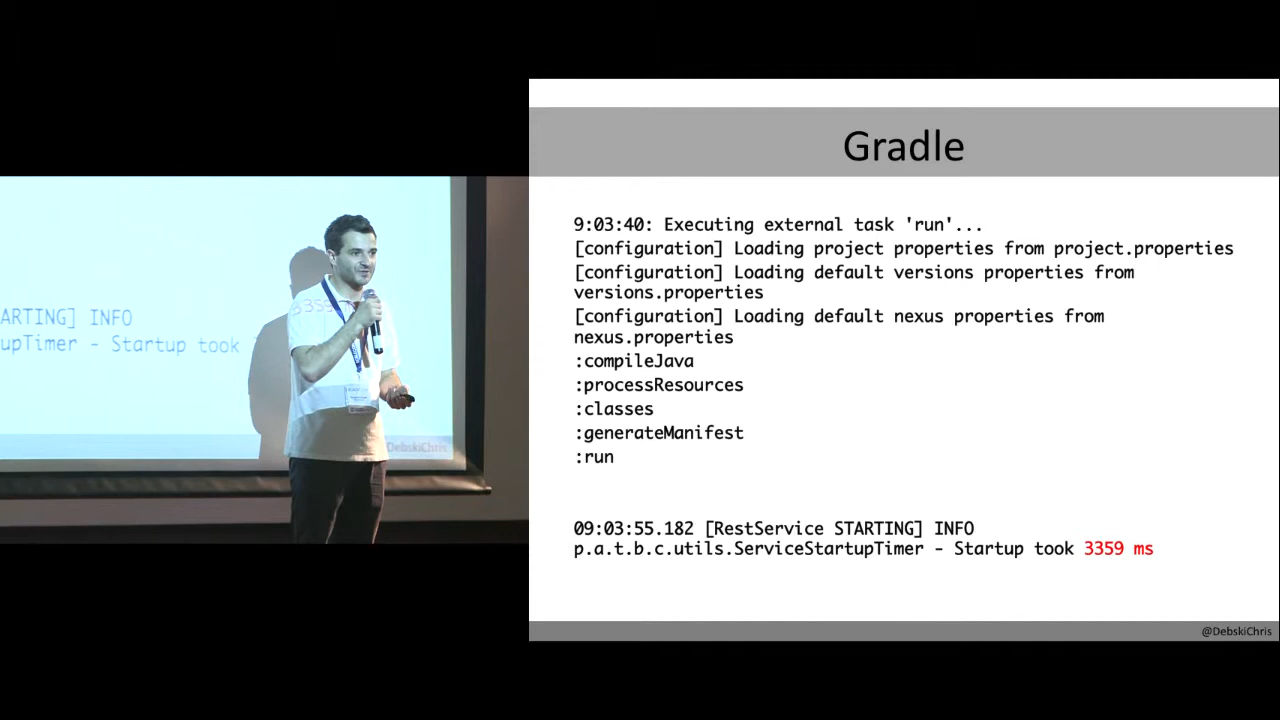 Gradle
9:03:40: Executing external task 'run'...
[configuration] Loading project properties from project.properties
[configuration] Loading default versions properties from
versions.properties
[configuration] Loading default nexus properties from
nexus.properties
:compileJava
:processResources
:classes
:generateManifest
:run
09:03:55.182 [RestService STARTING] INFO
p.a.t.b.c.utils.ServiceStartupTimer - Startup took 3359 ms
@DebskiChris
ARTING] INFO
upTimer - Startup took
3359
DebskiChris